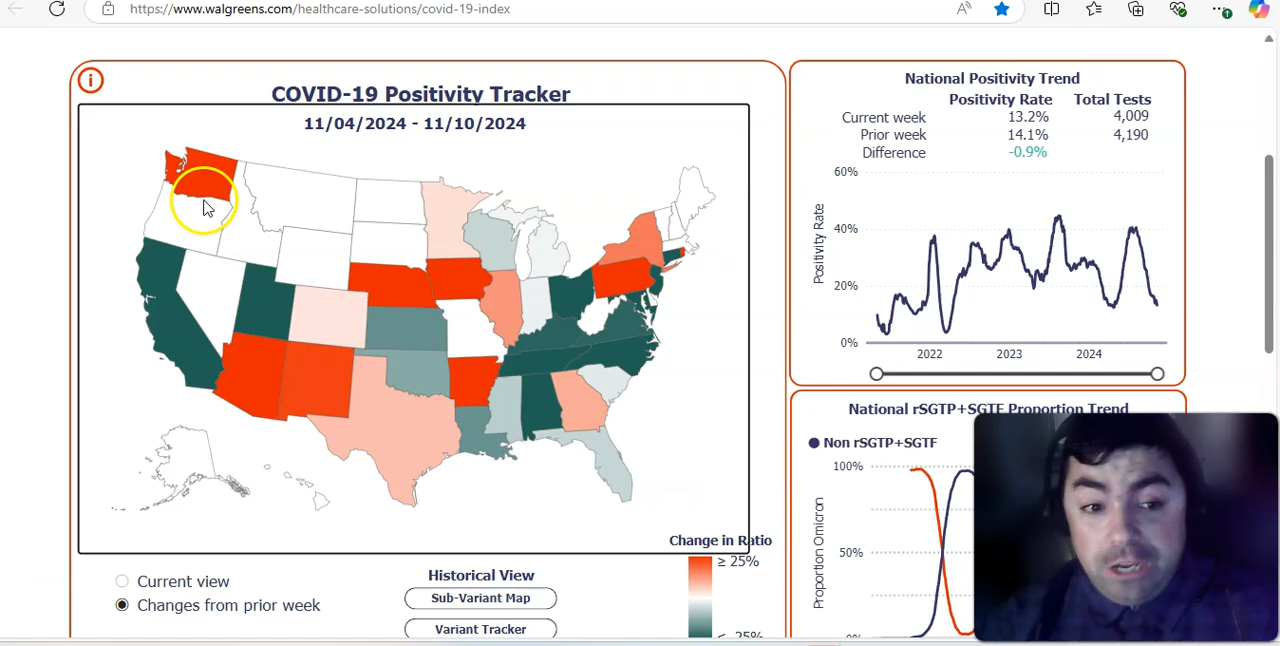 https://www.walgreens.com/healthcare-solutions/covid-19-index
COVID-19 Positivity Tracker
11/04/2024 - 11/10/2024
Change in Ratio
≥ 25%
< -25%
Current view
Changes from prior week
Historical View
Sub-Variant Map
Variant Tracker
National Positivity Trend
Positivity Rate Total Tests
Current week 13.2% 4,009
Prior week 14.1% 4,190
Difference -0.9%
60%
40%
20%
0%
Positivity Rate
2022 2023 2024
National rSGTP+SGTF Proportion Trend
Non rSGTP+SGTF
100%
50%
0%
Proportion Omicron